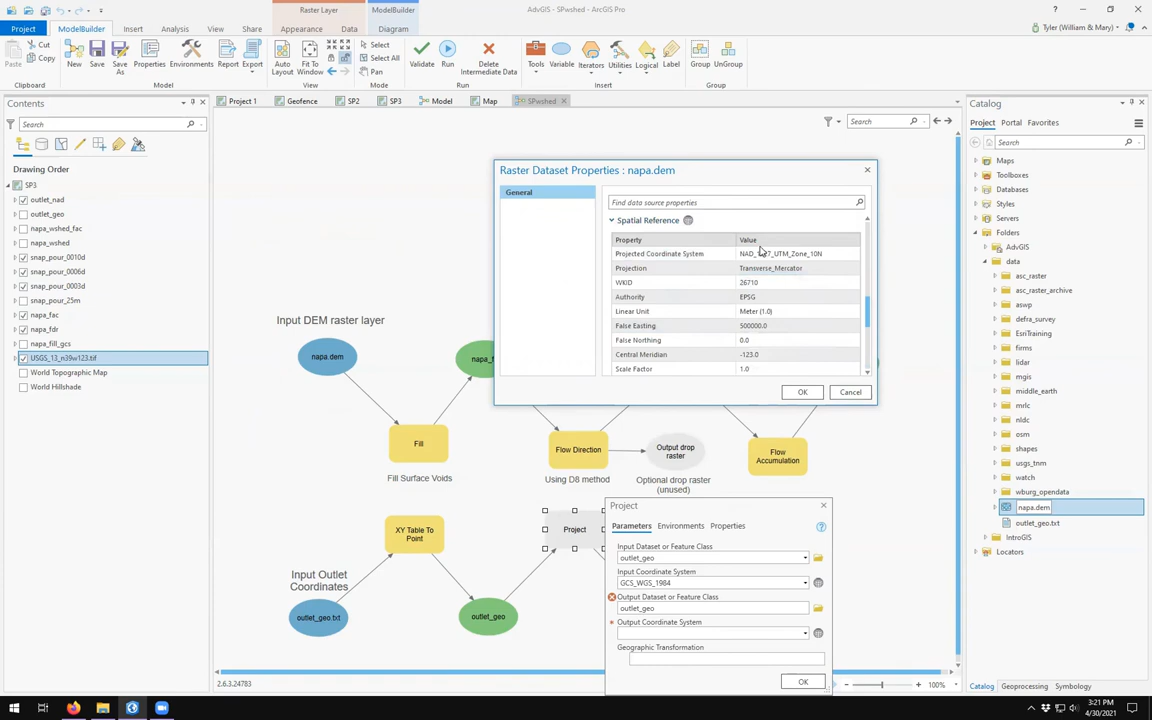 Raster Layer
ModelBuilder
AdvGIS - SPwshed - ArcGIS Pro
Tyler (William & Mary)
Project
ModelBuilder
Insert
Analysis
View
Share
Appearance
Data
Diagram
Paste
Cut
Copy
Clipboard
New
Save
Save As
Properties
Environments
Report
Export
Model
Auto Layout
Fit To Window
View
Select
Select All
Pan
Mode
Validate
Run
Delete Intermediate Data
Run
Tools
Variable
Iterators
Utilities
Logical
Label
Insert
Group
UnGroup
Group
Contents
Search
Drawing Order
SP3
outlet_nad
outlet_geo
napa_wshed_fac
napa_wshed
snap_pour_0010d
snap_pour_0006d
snap_pour_0003d
snap_pour_25m
napa_fac
napa_fdr
napa_fill_gcs
USGS_13_n39w123.tif
World Topographic Map
World Hillshade
Project 1
Geofence
SP2
SP3
Model
Map
SPwshed
Search
Input DEM raster layer
napa.dem
napa_f
Fill
Fill Surface Voids
Flow Direction
Using D8 method
Output drop raster
Optional drop raster (unused)
Flow Accumulation
XY Table To Point
Project
Input Outlet Coordinates
outlet_geo.txt
outlet_geo
2.6.3.24783
100%
Raster Dataset Properties : napa.dem
General
Find data source properties
Spatial Reference
Property Value
Projected Coordinate System
Projection Transverse_Mercator
WKID 26710
Authority EPSG
Linear Unit Meter (1.0)
False Easting 500000.0
False Northing 0.0
Central Meridian -123.0
Scale Factor 1.0
OK
Cancel
Project
Parameters
Environments
Properties
Input Dataset or Feature Class
outlet_geo
Input Coordinate System
GCS_WGS_1984
Output Dataset or Feature Class
outlet_geo
Output Coordinate System
Geographic Transformation
OK
Catalog
Project
Portal
Favorites
Search
Maps
Toolboxes
Databases
Styles
Servers
Folders
AdvGIS
data
asc_raster
asc_raster_archive
aswp
defra_survey
EsriTraining
firms
lidar
mgis
middle_earth
mrlc
nldc
osm
shapes
usgs_tnm
watch
wburg_opendata
napa.dem
outlet_geo.txt
IntroGIS
Locators
Catalog
Geoprocessing
Symbology
3:21 PM
4/30/2021